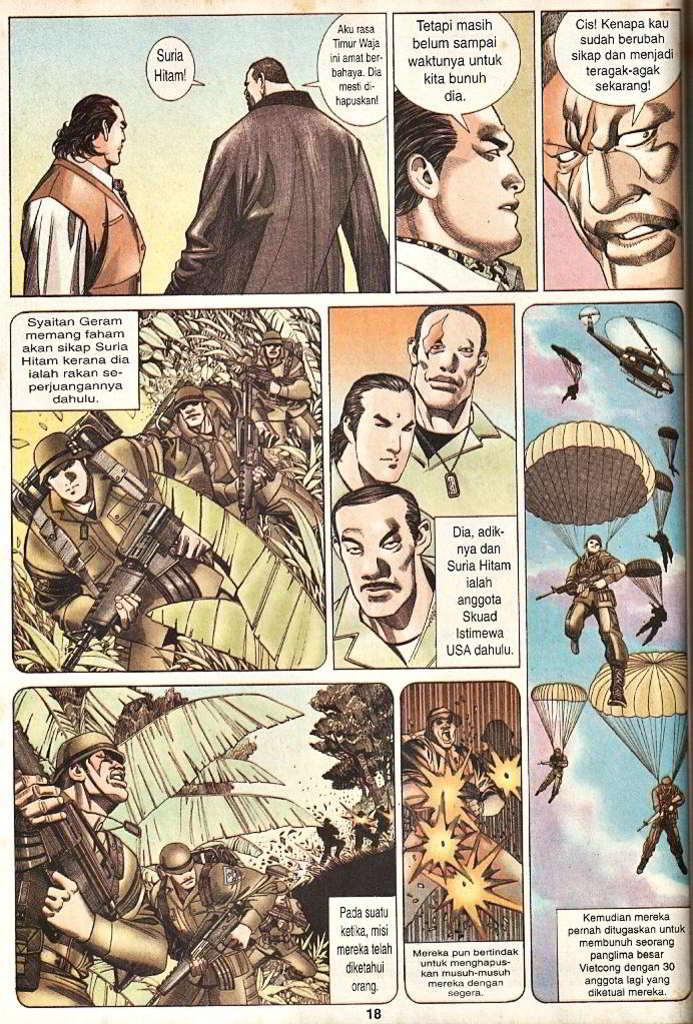 Suria
Hitam!
Aku rasa
Timur Waja
ini amat ber-
bahaya. Dia
mesti di-
hapuskan!
Tetapi masih
belum sampai
waktunya untuk
kita bunuh
dia.
Cis! Kenapa kau
sudah berubah
sikap dan menjadi
teragak-agak
sekarang!
Syaitan Geram
memang faham
akan sikap Suria
Hitam kerana dia
ialah rakan se-
perjuangannya
dahulu.
Dia, adik-
nya dan
Suria Hitam
ialah
anggota
Skuad
Istimewa
USA dahulu.
Kemudian mereka
pernah ditugaskan untuk
membunuh seorang
panglima besar
Vietcong dengan 30
anggota lagi yang
diketuai mereka.
Pada suatu
ketika, misi
mereka telah
diketahui
orang.
Mereka pun bertindak
untuk menghapus-
kan musuh-musuh
mereka dengan
segera.
18